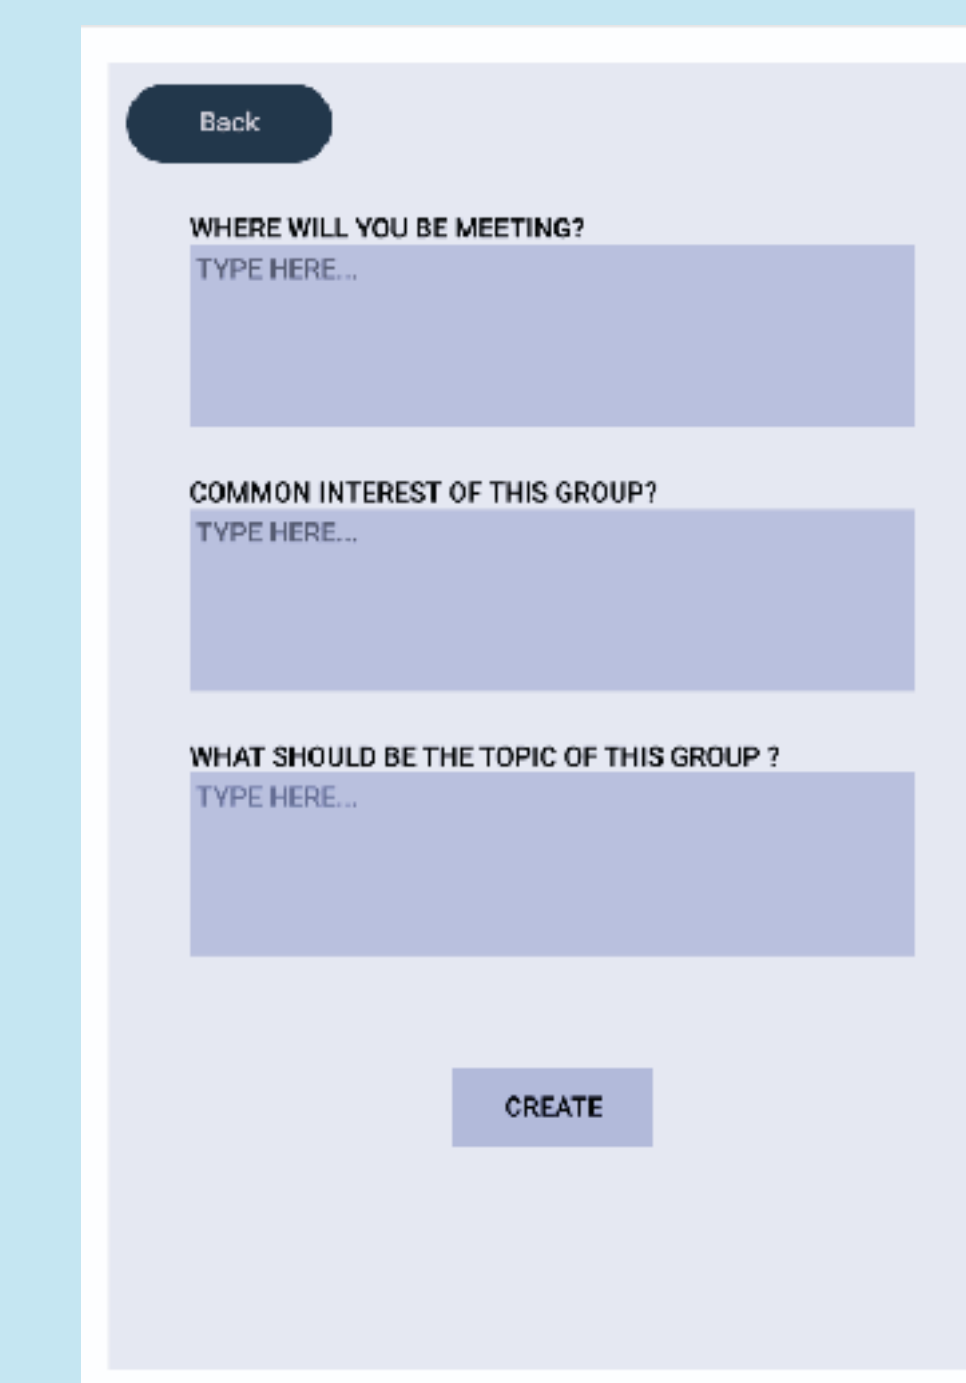 Back
WHERE WILL YOU BE MEETING?
TYPE HERE...
COMMON INTEREST OF THIS GROUP?
TYPE HERE...
WHAT SHOULD BE THE TOPIC OF THIS GROUP ?
TYPE HERE...
CREATE